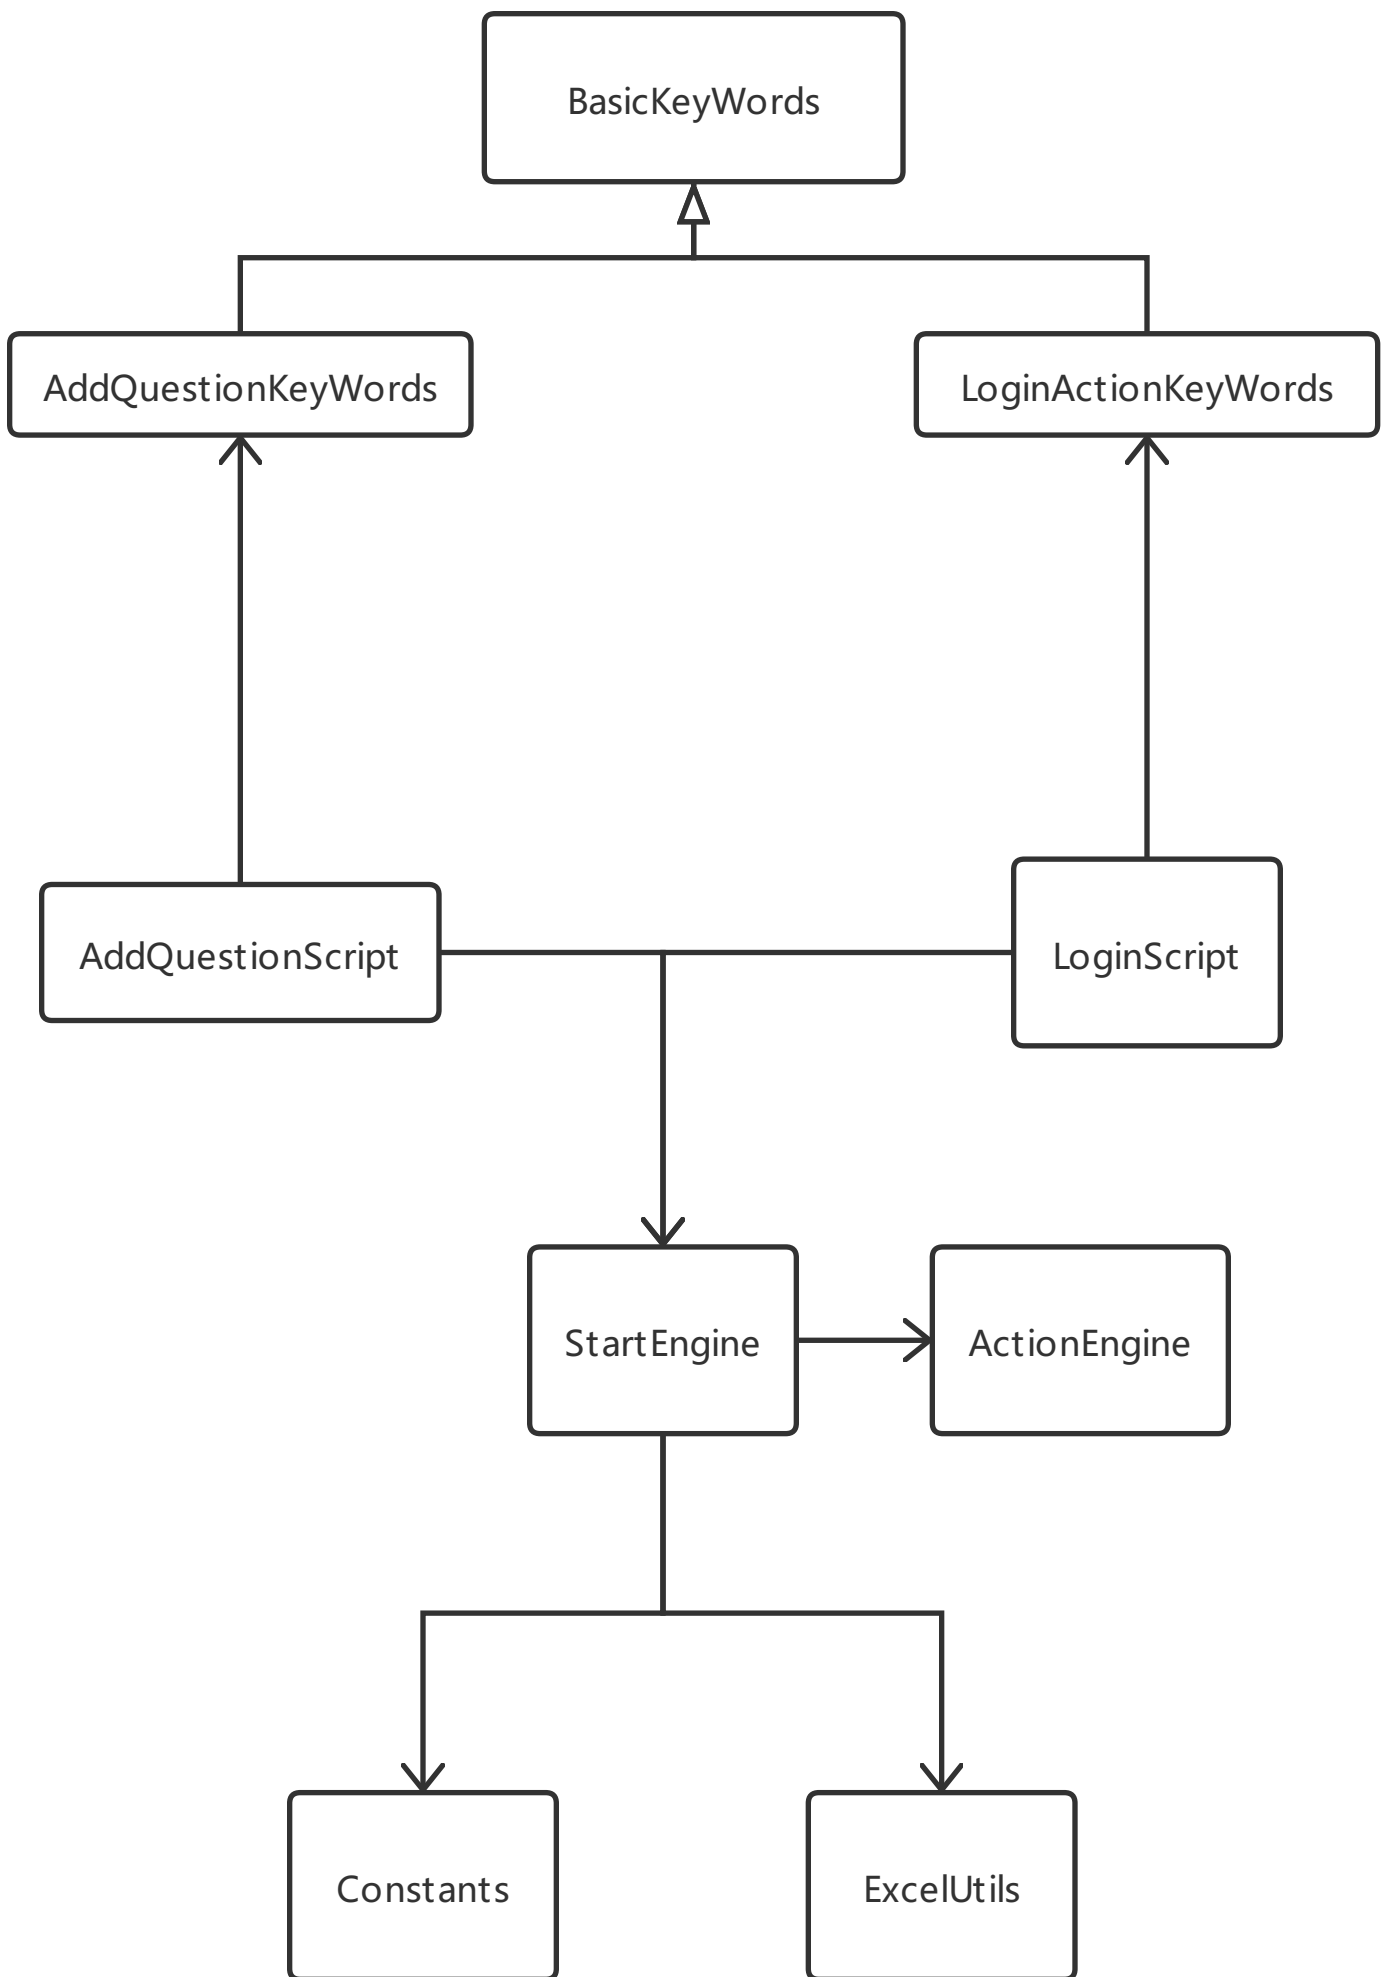 BasicKeyWords
AddQuestionKeyWords
LoginActionKeyWords
AddQuestionScript
LoginScript
StartEngine
ActionEngine
Constants
ExcelUtils